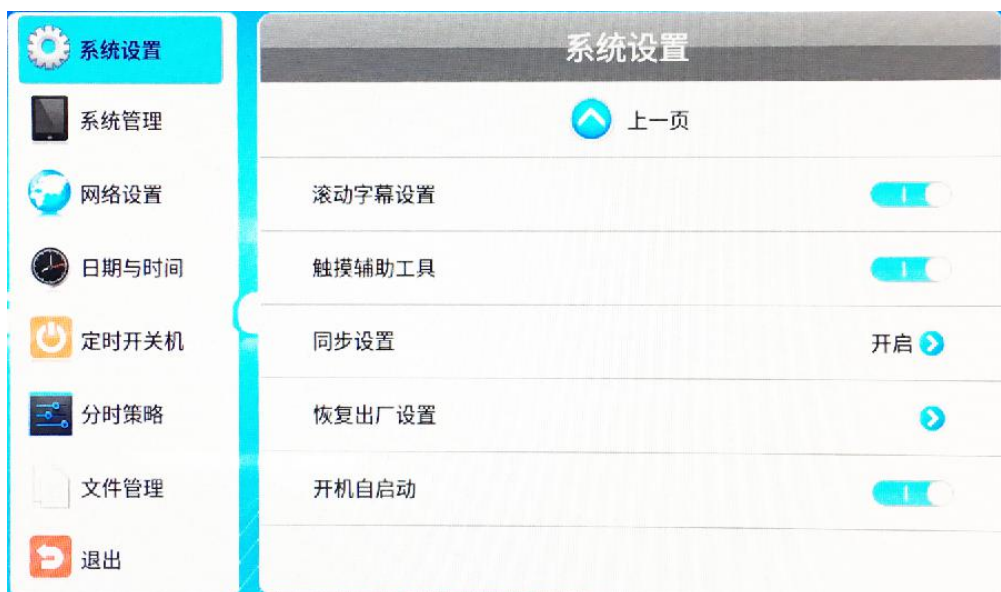 系统设置
系统管理
网络设置
日期与时间
定时开关机
分时策略
文件管理
退出
系统设置
上一页
滚动字幕设置
触摸辅助工具
同步设置 开启
恢复出厂设置
开机自启动